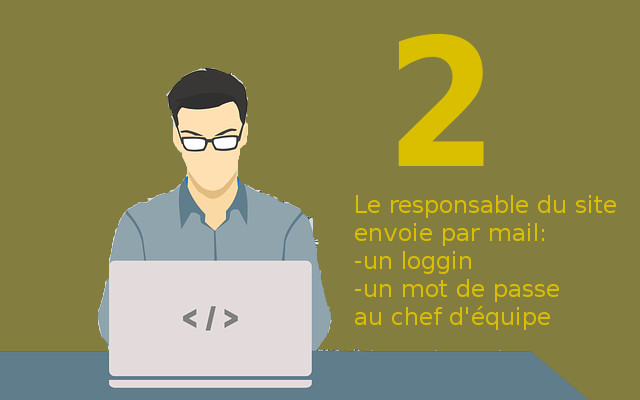 2
Le responsable du site
envoie par mail:
-un loggin
-un mot de passe
au chef d'équipe
</>